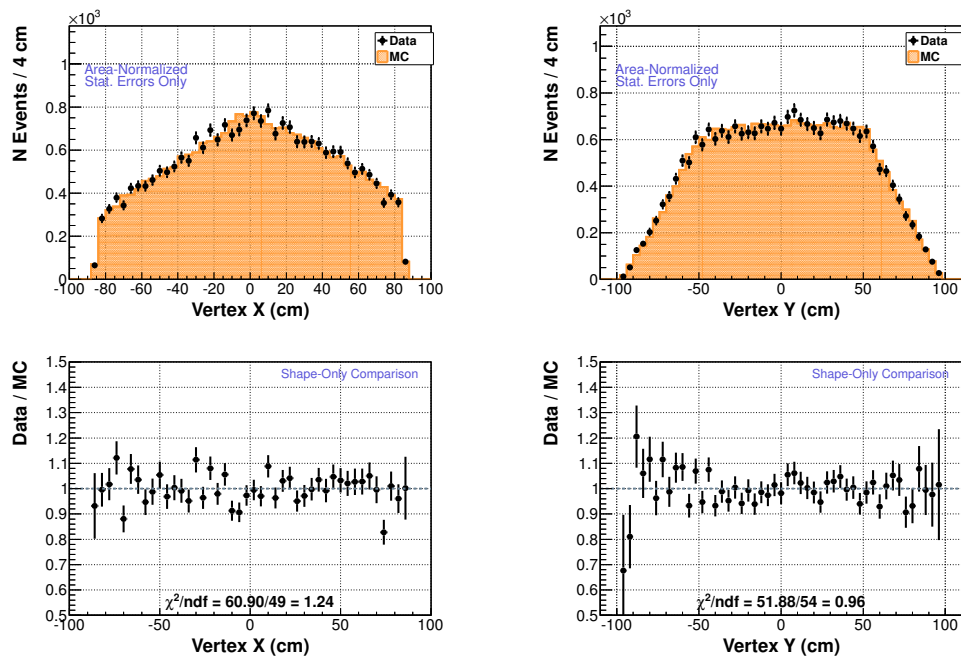 ×10³
N Events / 4 cm
Data
MC
Area-Normalized
Stat. Errors Only
1
0.8
0.6
0.4
0.2
0
-100 -80 -60 -40 -20 0 20 40 60 80 100
Vertex X (cm)
×10³
N Events / 4 cm
Data
MC
Area-Normalized
Stat. Errors Only
1
0.8
0.6
0.4
0.2
0
-100 -50 0 50 100
Vertex Y (cm)
Data / MC
Shape-Only Comparison
1.5
1.4
1.3
1.2
1.1
1
0.9
0.8
0.7
0.6
0.5
χ²/ndf = 60.90/49 = 1.24
-100 -50 0 50 100
Vertex X (cm)
Data / MC
Shape-Only Comparison
1.5
1.4
1.3
1.2
1.1
1
0.9
0.8
0.7
0.6
0.5
χ²/ndf = 51.88/54 = 0.96
-100 -50 0 50 100
Vertex Y (cm)